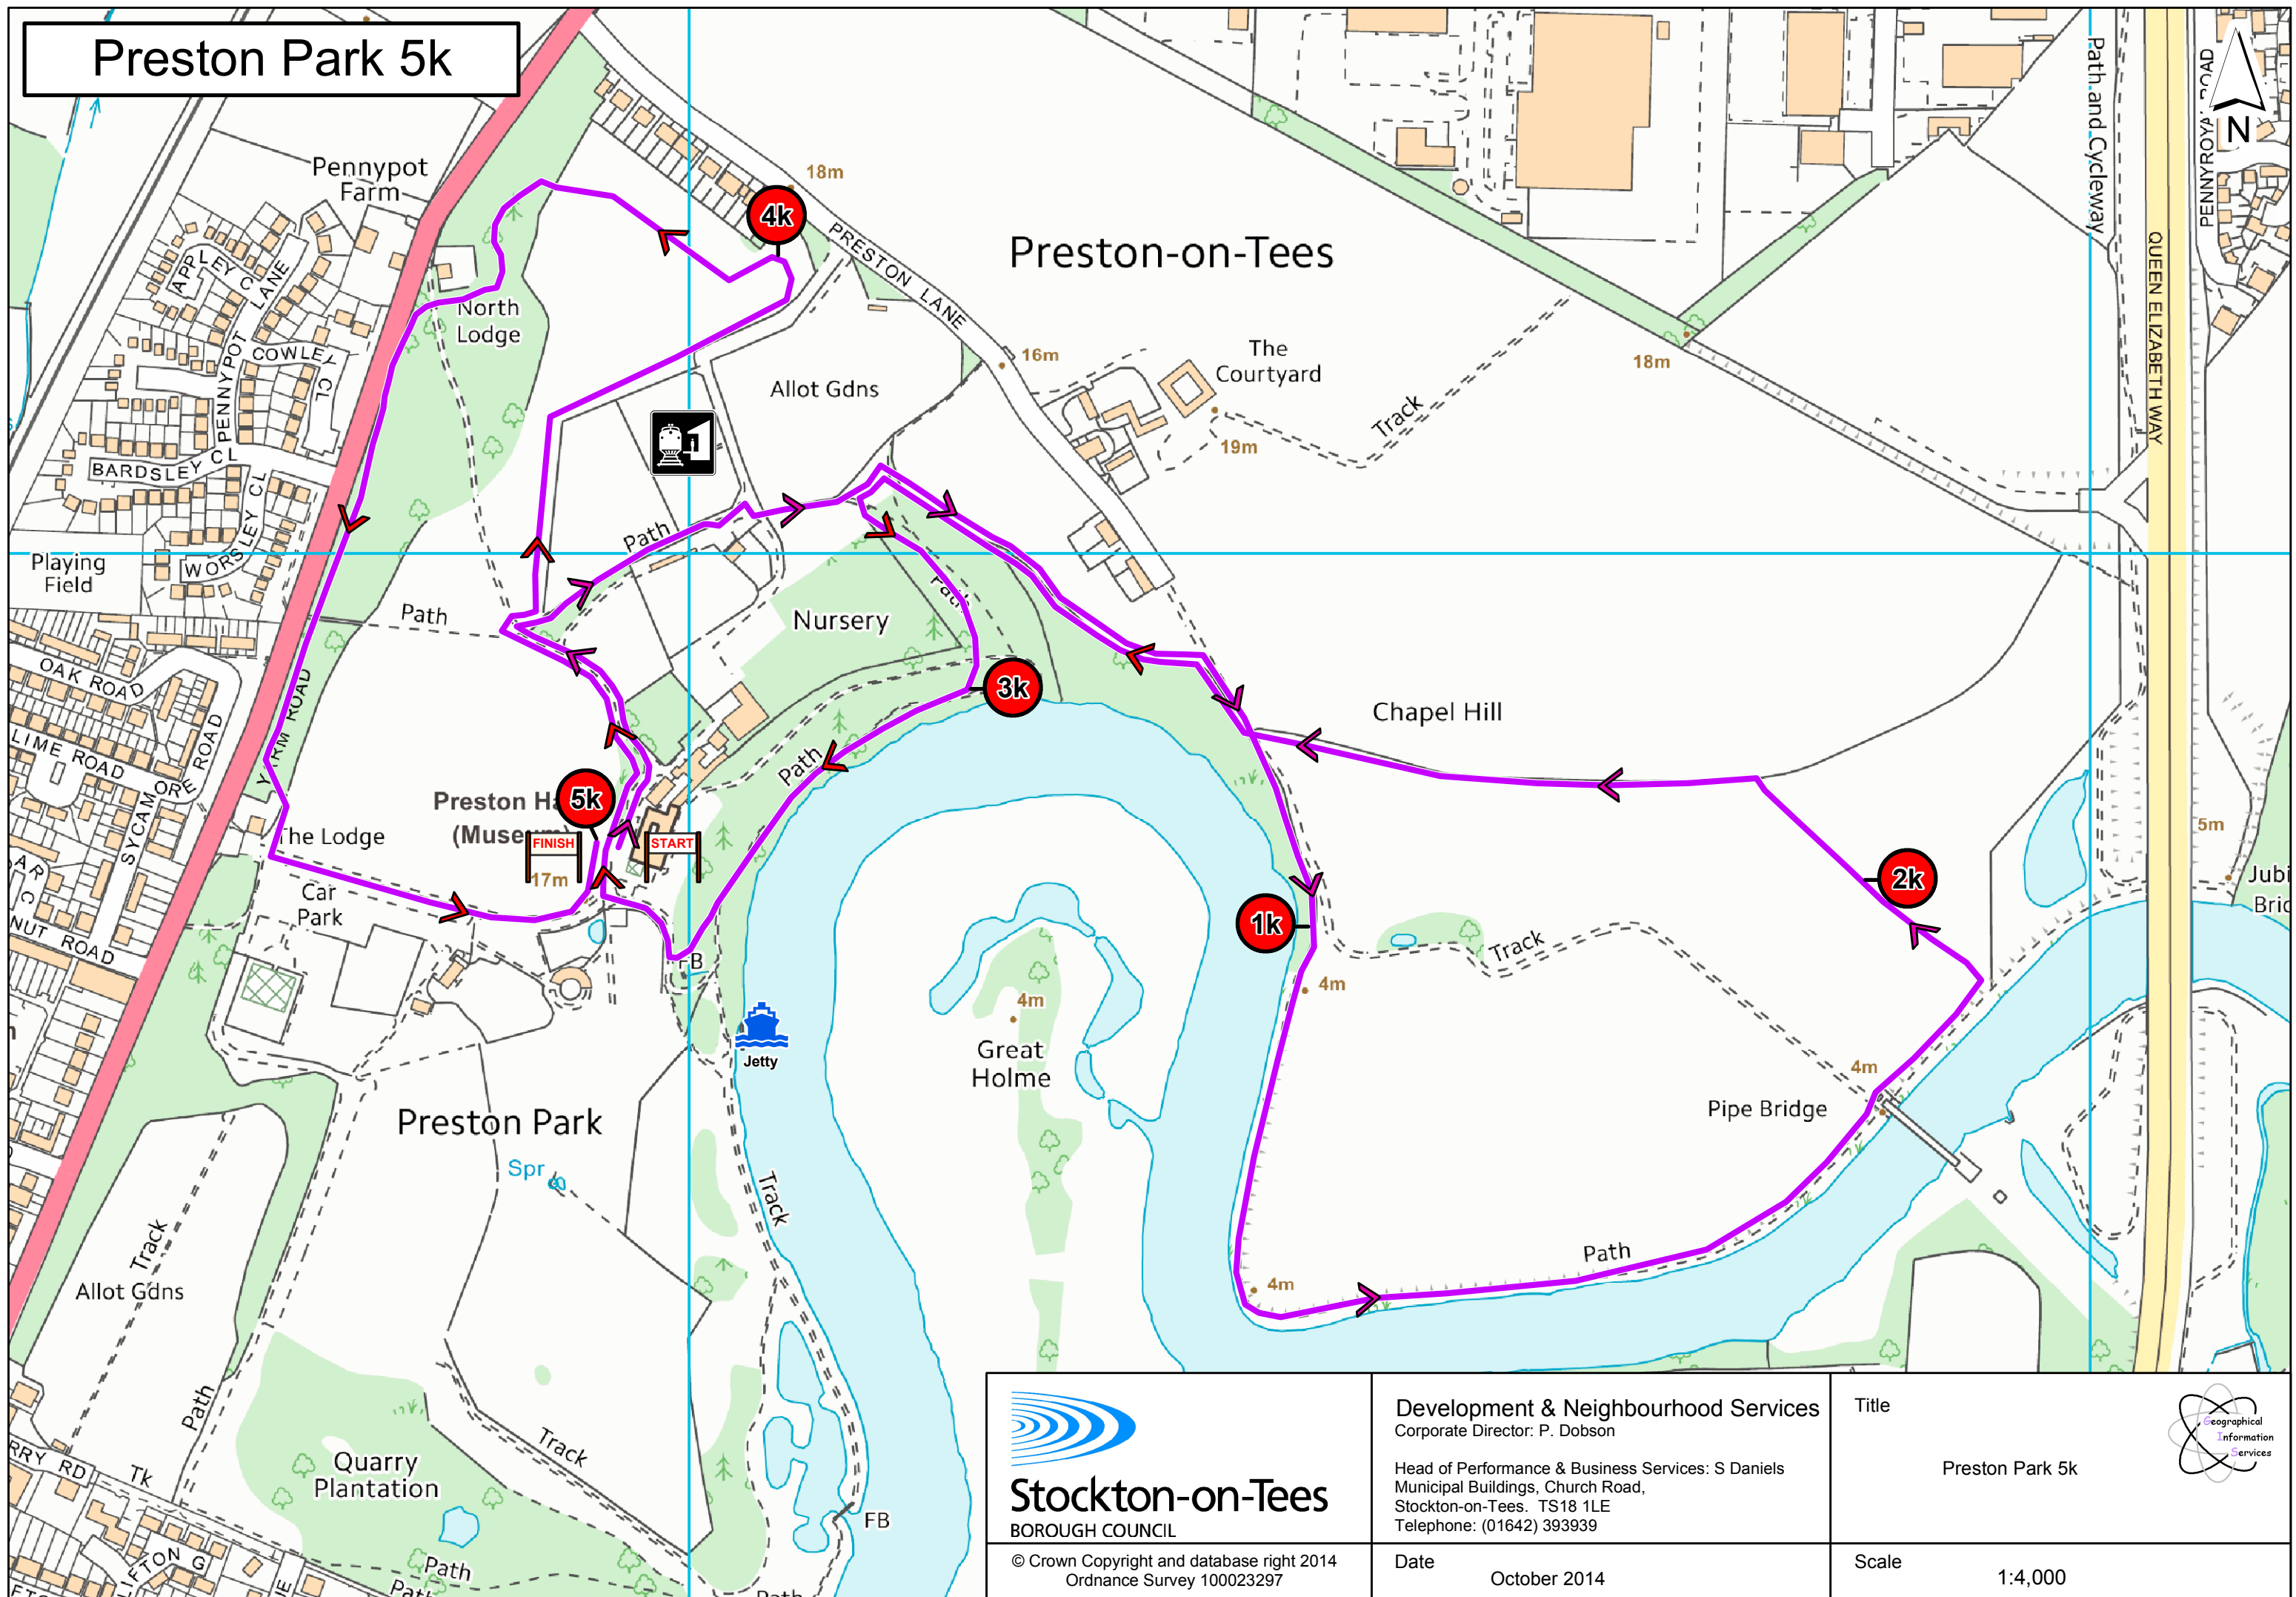 Preston Park 5k
Pennypot
Farm
18m
4k
PRESTON LANE
Preston-on-Tees
Path and Cycleway
QUEEN ELIZABETH WAY
N
APPLEY C
LANE
PENNYPOT
COWLEY
CL
BARDSLEY CL
WORSLEY CL
North
Lodge
Allot Gdns
16m
The
Courtyard
19m
Track
18m
Playing
Field
Path
Path
Path
Nursery
OAK ROAD
LIME ROAD
SYCAMORE ROAD
YARM ROAD
3k
Chapel Hill
Path
Preston Ha
(Museum)
5k
FINISH
START
17m
The Lodge
Car
Park
NUT ROAD
FB
Jetty
1k
2k
5m
Jubi
Bric
Track
4m
4m
Great
Holme
4m
Pipe Bridge
Preston Park
Spr
Track
Path
4m
Track
Allot Gdns
Path
Track
Quarry
Plantation
RRY RD
Tk
FB
Path
Path
IFTON G
Stockton-on-Tees
BOROUGH COUNCIL
© Crown Copyright and database right 2014
Ordnance Survey 100023297
Development & Neighbourhood Services
Corporate Director: P. Dobson
Head of Performance & Business Services: S Daniels
Municipal Buildings, Church Road,
Stockton-on-Tees. TS18 1LE
Telephone: (01642) 393939
Date
October 2014
Title
Preston Park 5k
Geographical
Information
Services
Scale
1:4,000